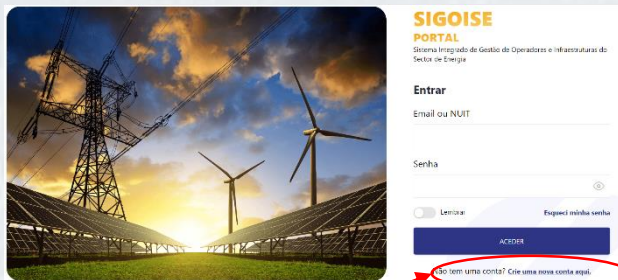 SIGOISE
PORTAL
Sistema Integrado de Gestão de Operadores e Infraestruturas do
Sector de Energia
Entrar
Email ou NUIT
Senha
Lembrar
Esqueci minha senha
ACEDER
Não tem uma conta? Crie uma nova conta aqui.